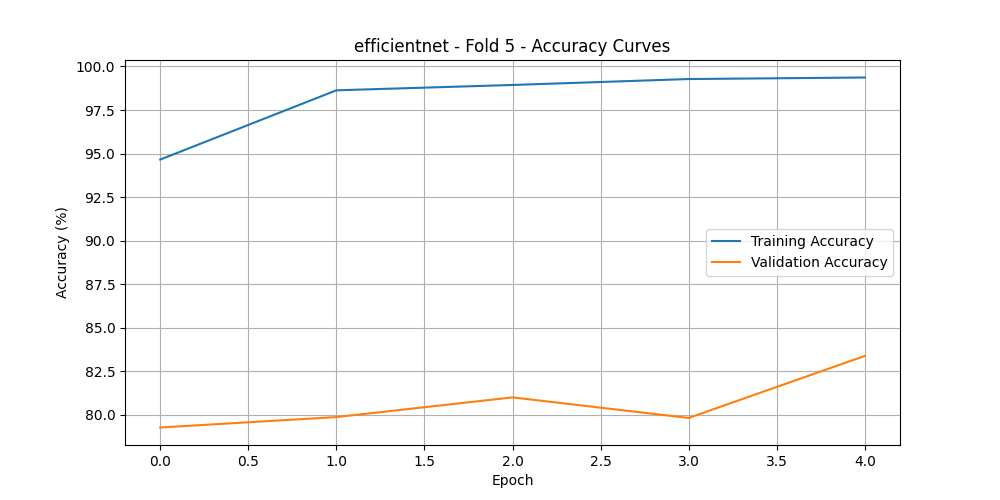 efficientnet - Fold 5 - Accuracy Curves
100.0
97.5
95.0
92.5
90.0
87.5
85.0
82.5
80.0
Accuracy (%)
Training Accuracy
Validation Accuracy
0.0 0.5 1.0 1.5 2.0 2.5 3.0 3.5 4.0
Epoch